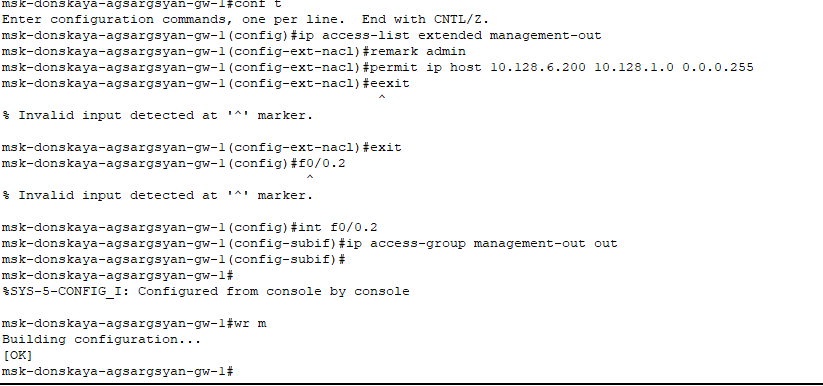 msk-donskaya-agsargsyan-gw-1#conf t
Enter configuration commands, one per line.  End with CNTL/Z.
msk-donskaya-agsargsyan-gw-1(config)#ip access-list extended management-out
msk-donskaya-agsargsyan-gw-1(config-ext-nacl)#remark admin
msk-donskaya-agsargsyan-gw-1(config-ext-nacl)#permit ip host 10.128.6.200 10.128.1.0 0.0.0.255
msk-donskaya-agsargsyan-gw-1(config-ext-nacl)#eexit
^
% Invalid input detected at '^' marker.
msk-donskaya-agsargsyan-gw-1(config-ext-nacl)#exit
msk-donskaya-agsargsyan-gw-1(config)#f0/0.2
^
% Invalid input detected at '^' marker.
msk-donskaya-agsargsyan-gw-1(config)#int f0/0.2
msk-donskaya-agsargsyan-gw-1(config-subif)#ip access-group management-out out
msk-donskaya-agsargsyan-gw-1(config-subif)#
msk-donskaya-agsargsyan-gw-1#
%SYS-5-CONFIG_I: Configured from console by console
msk-donskaya-agsargsyan-gw-1#wr m
Building configuration...
[OK]
msk-donskaya-agsargsyan-gw-1#